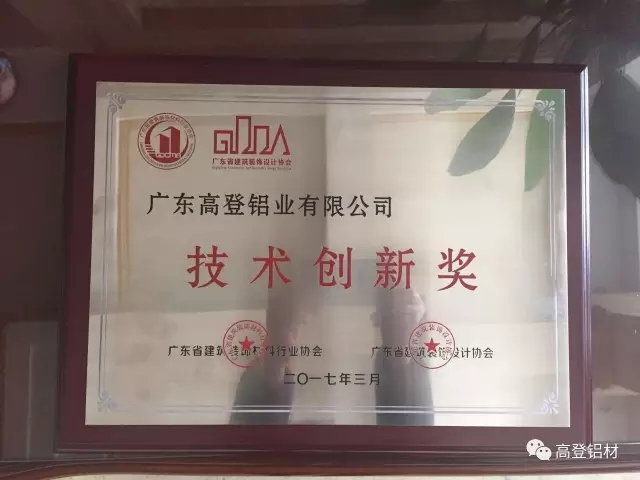 广东省建筑装饰设计协会
广东高登铝业有限公司
技术创新奖
广东省建筑装饰材料行业协会
广东省建筑装饰设计协会
二〇一七年三月
高登铝材